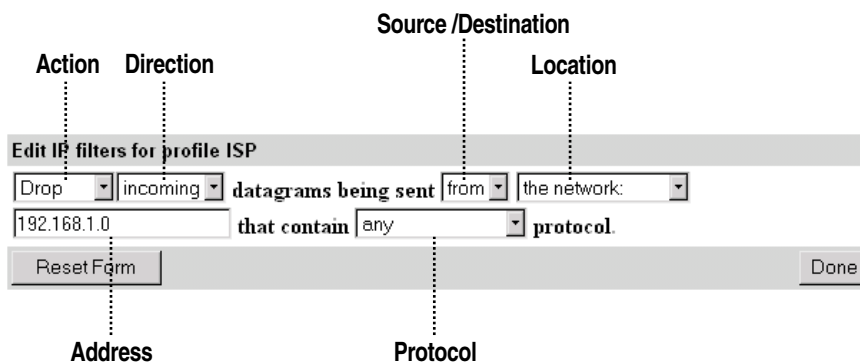 Source /Destination
Action Direction Location
Edit IP filters for profile ISP
Drop incoming datagrams being sent from the network:
192.168.1.0 that contain any protocol.
Reset Form Done
Address Protocol